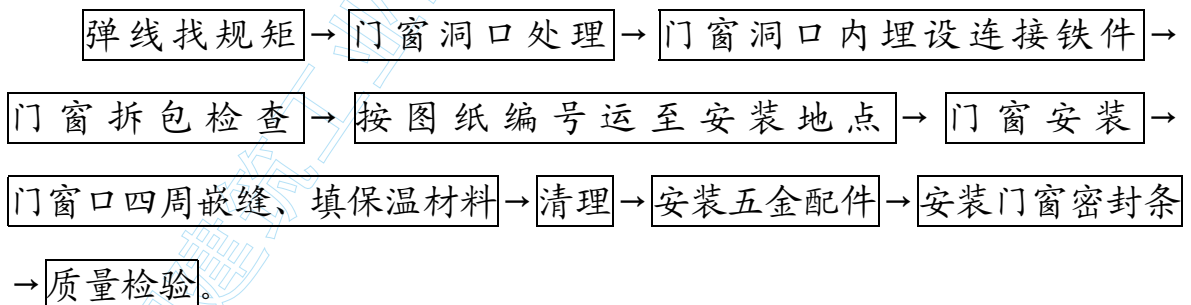 弹线找规矩→门窗洞口处理→门窗洞口内埋设连接铁件→
门窗拆包检查→按图纸编号运至安装地点→门窗安装→
门窗口四周嵌缝、填保温材料→清理→安装五金配件→安装门窗密封条
→质量检验。